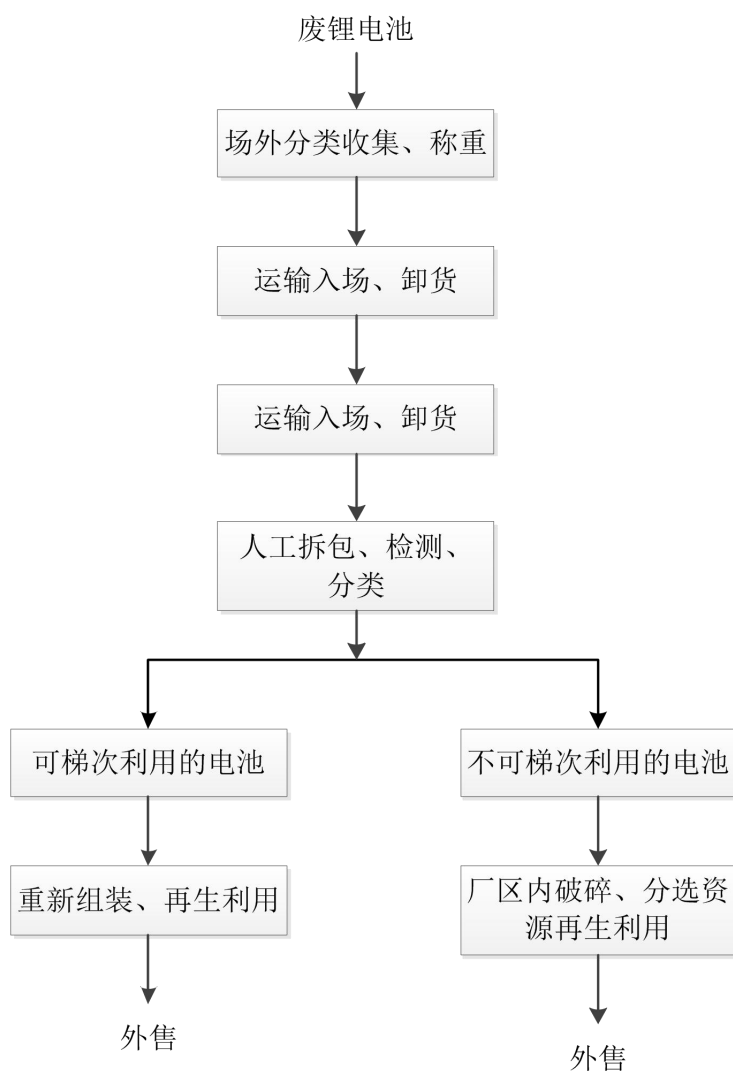 废锂电池
场外分类收集、称重
运输入场、卸货
运输入场、卸货
人工拆包、检测、
分类
可梯次利用的电池
不可梯次利用的电池
重新组装、再生利用
厂区内破碎、分选资
源再生利用
外售
外售